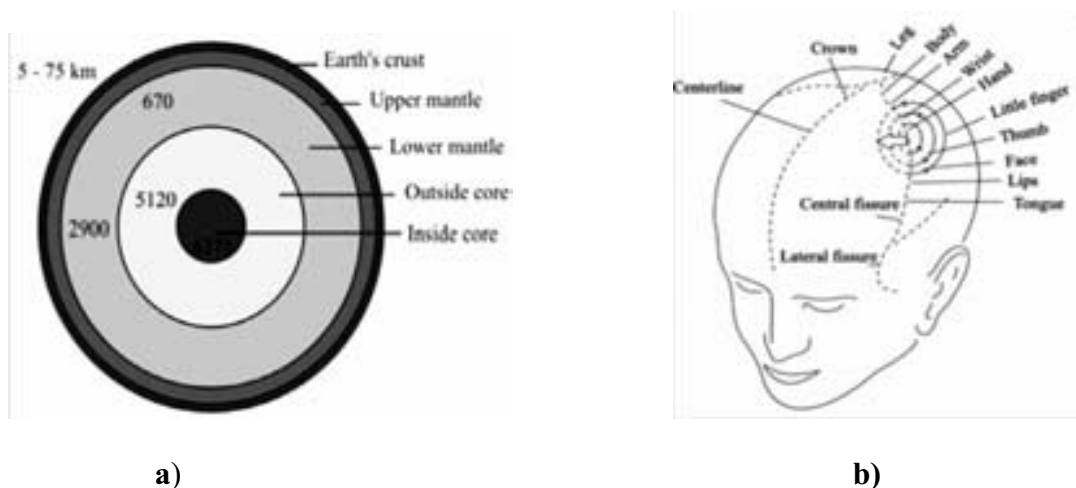 5 - 75 km
Earth's crust
670
Upper mantle
Lower mantle
5120
Outside core
2900
Inside core
Crown
Leg
Body
Arm
Wrist
Hand
Centerline
Little finger
Thumb
Face
Lips
Tongue
Central fissure
Lateral fissure
a)
b)